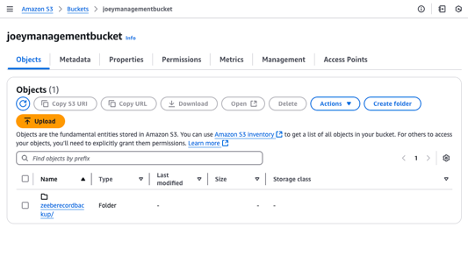 Amazon S3 > Buckets > joeymanagementbucket
joeymanagementbucket Info
Objects Metadata Properties Permissions Metrics Management Access Points
Objects (1)
Copy S3 URI Copy URL Download Open Delete Actions Create folder
Upload
Objects are the fundamental entities stored in Amazon S3. You can use Amazon S3 inventory to get a list of all objects in your bucket. For others to access
your objects, you'll need to explicitly grant them permissions. Learn more
Find objects by prefix
1
Name Type Last modified Size Storage class
zeeberecordbac
kup/
Folder - - -